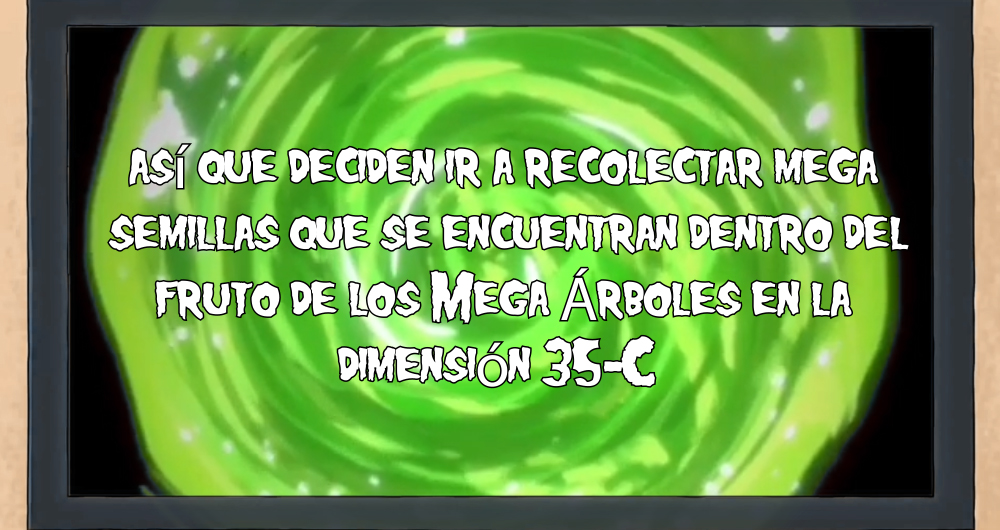 así que deciden ir a recolectar mega
semillas que se encuentran dentro del
fruto de los Mega Árboles en la
dimensión 35-C